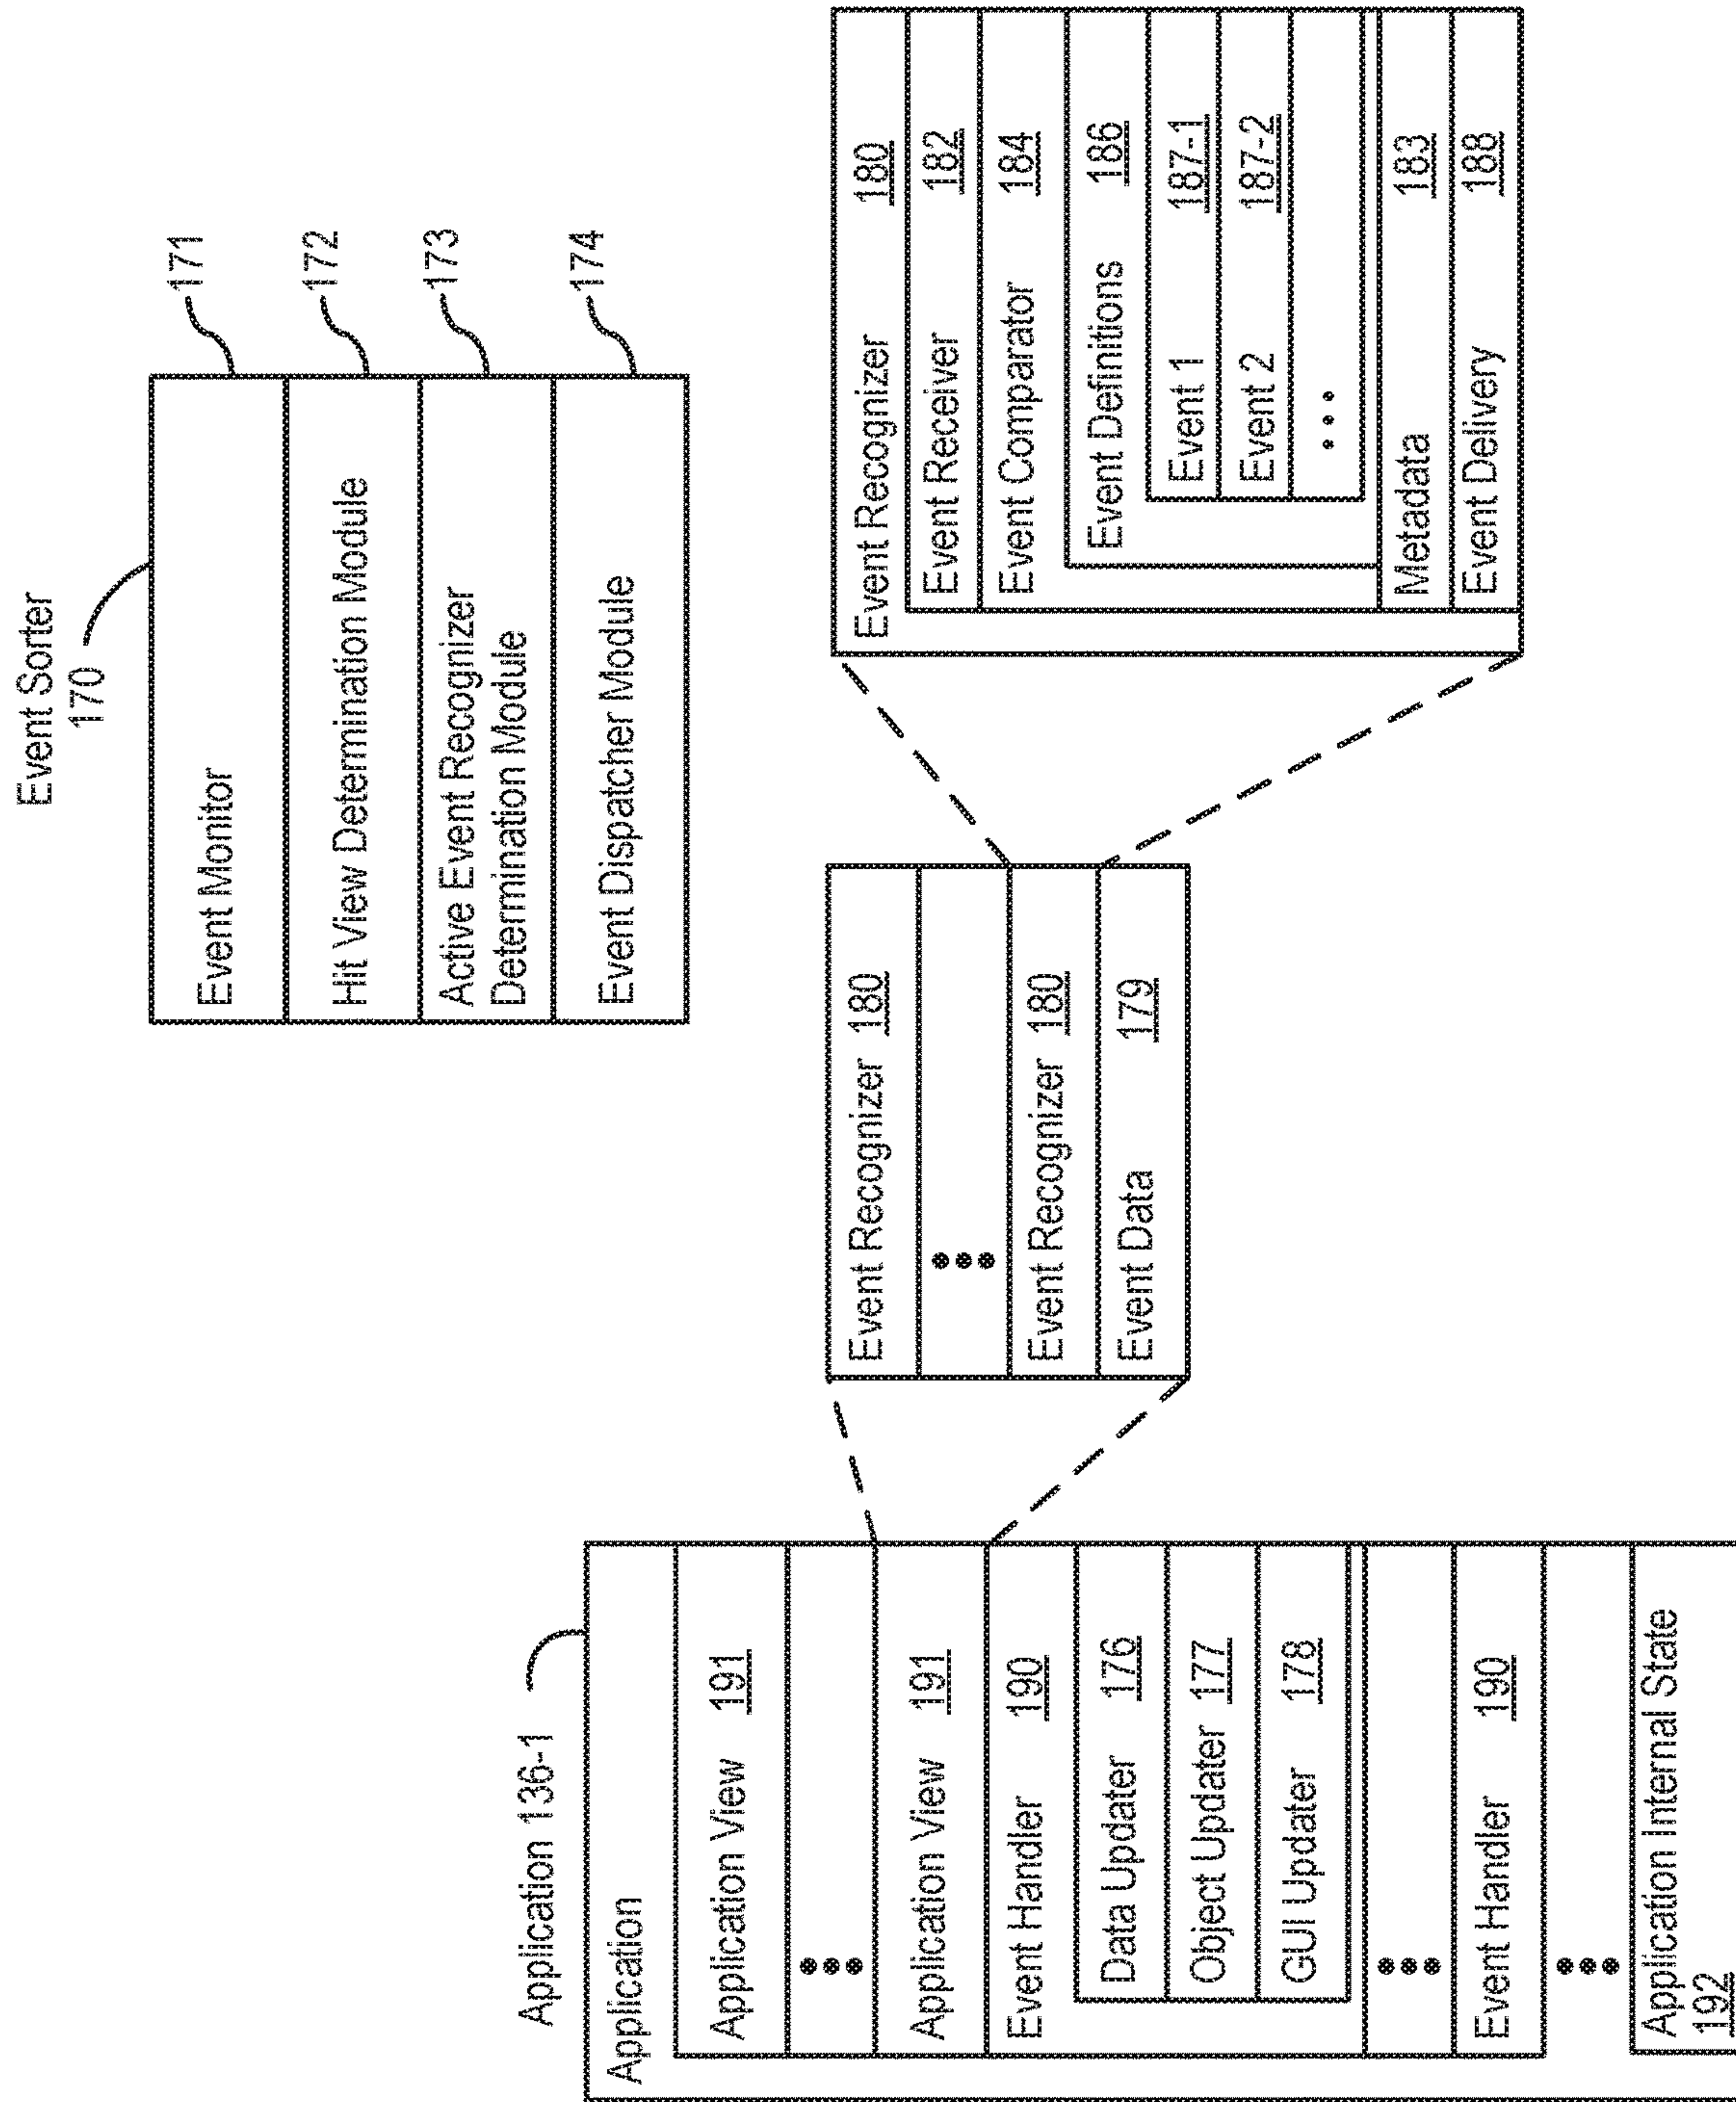 Event Sorter
170
Event Monitor
171
Hit View Determination Module
172
Active Event Recognizer
Determination Module
173
Event Dispatcher Module
174
Application 136-1
Application
Application View 191
•••
Application View 191
Event Handler 190
Data Updater 176
Object Updater 177
GUI Updater 178
•••
Event Handler 190
•••
Application Internal State
192
Event Recognizer 180
•••
Event Recognizer 180
Event Data 179
Event Recognizer 180
Event Receiver 182
Event Comparator 184
Event Definitions 186
Event 1 187-1
Event 2 187-2
•••
Metadata 183
Event Delivery 188